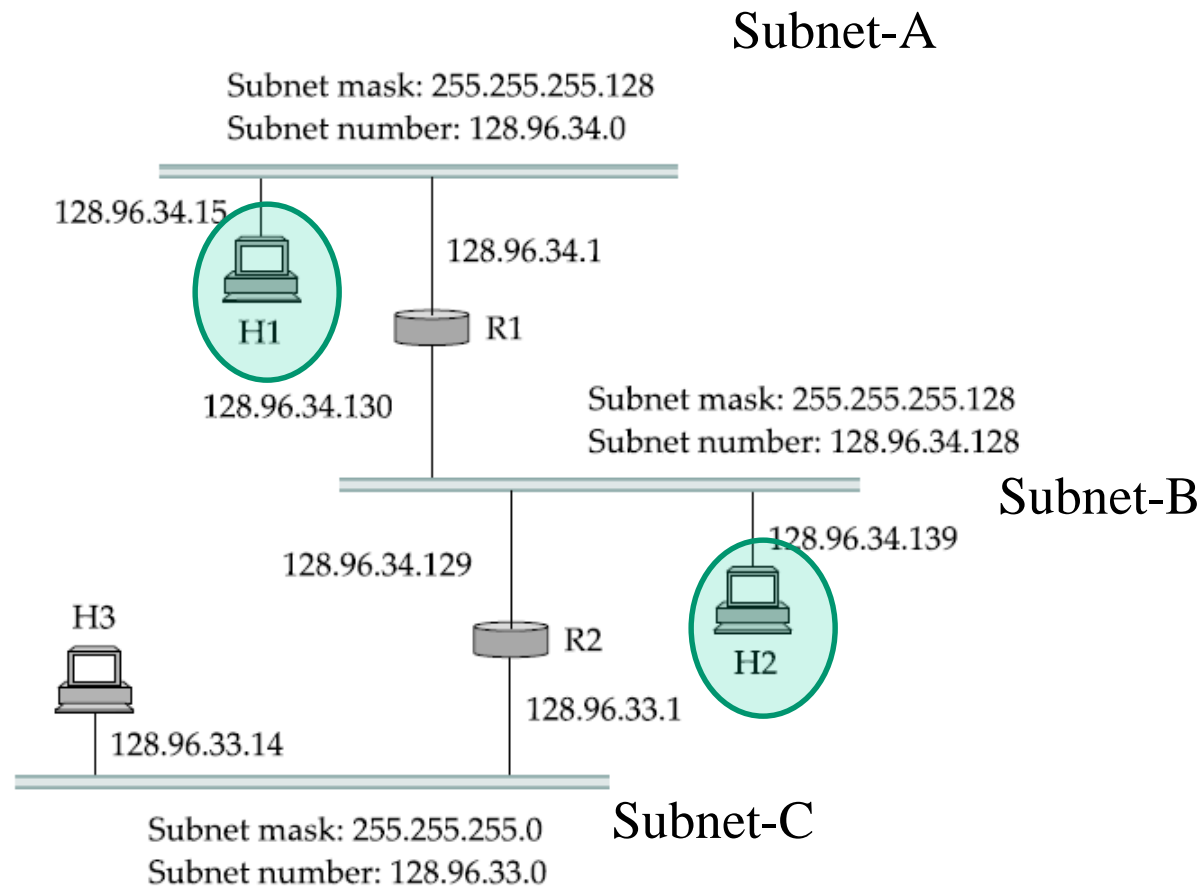 Subnet-A
Subnet mask: 255.255.255.128
Subnet number: 128.96.34.0
128.96.34.15
128.96.34.1
H1
R1
128.96.34.130
Subnet mask: 255.255.255.128
Subnet number: 128.96.34.128
Subnet-B
128.96.34.139
128.96.34.129
H3
R2
H2
128.96.33.1
128.96.33.14
Subnet-C
Subnet mask: 255.255.255.0
Subnet number: 128.96.33.0